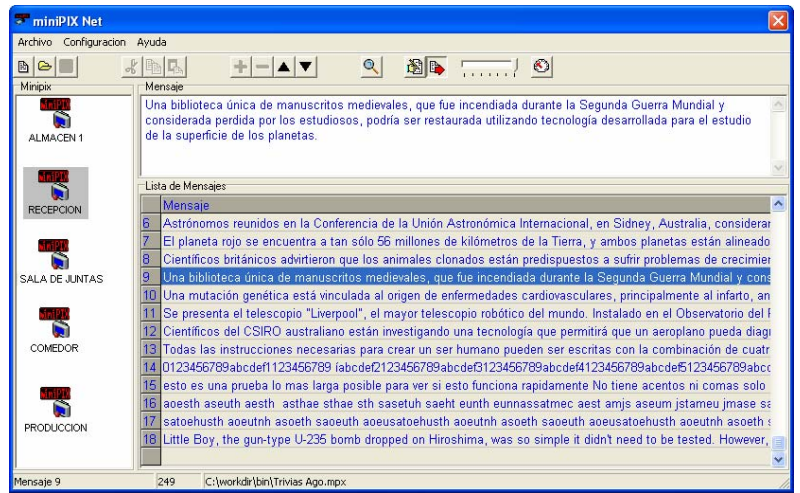 miniPIX Net
Archivo Configuracion Ayuda
Minipix
Mensaje
MiniPIX
ALMACEN 1
MiniPIX
RECEPCION
MiniPIX
SALA DE JUNTAS
MiniPIX
COMEDOR
MiniPIX
PRODUCCION
Una biblioteca única de manuscritos medievales, que fue incendiada durante la Segunda Guerra Mundial y
considerada perdida por los estudiosos, podría ser restaurada utilizando tecnología desarrollada para el estudio
de la superficie de los planetas.
Lista de Mensajes
Mensaje
6 Astrónomos reunidos en la Conferencia de la Unión Astronómica Internacional, en Sidney, Australia, considerar
7 El planeta rojo se encuentra a tan sólo 56 millones de kilómetros de la Tierra, y ambos planetas están alineado
8 Científicos británicos advirtieron que los animales clonados están predispuestos a sufrir problemas de crecimier
9 Una biblioteca única de manuscritos medievales, que fue incendiada durante la Segunda Guerra Mundial y cons
10 Una mutación genética está vinculada al origen de enfermedades cardiovasculares, principalmente al infarto, an
11 Se presenta el telescopio "Liverpool", el mayor telescopio robótico del mundo. Instalado en el Observatorio del
12 Científicos del CSIRO australiano están investigando una tecnología que permitirá que un aeroplano pueda diag
13 Todas las instrucciones necesarias para crear un ser humano pueden ser escritas con la combinación de cuatr
14 0123456789abcdef1123456789 íabcdef2123456789abcdef3123456789abcdef4123456789abcdef5123456789abc
15 esto es una prueba lo mas larga posible para ver si esto funciona rapidamente No tiene acentos ni comas solo
16 aoesth aseuth aesth asthae sthae sth sasetuh saeht eunth eunnassatmec aest amjs aseum jstameu jmase sa
17 satoehusth aoeutnh asoeth saoeuth aoeusatoehusth aoeutnh asoeth saoeuth aoeusatoehusth aoeutnh asoeth
18 Little Boy, the gun-type U-235 bomb dropped on Hiroshima, was so simple it didn't need to be tested. However,
Mensaje 9 249 C:\workdir\bin\Trivias Ago.mpx